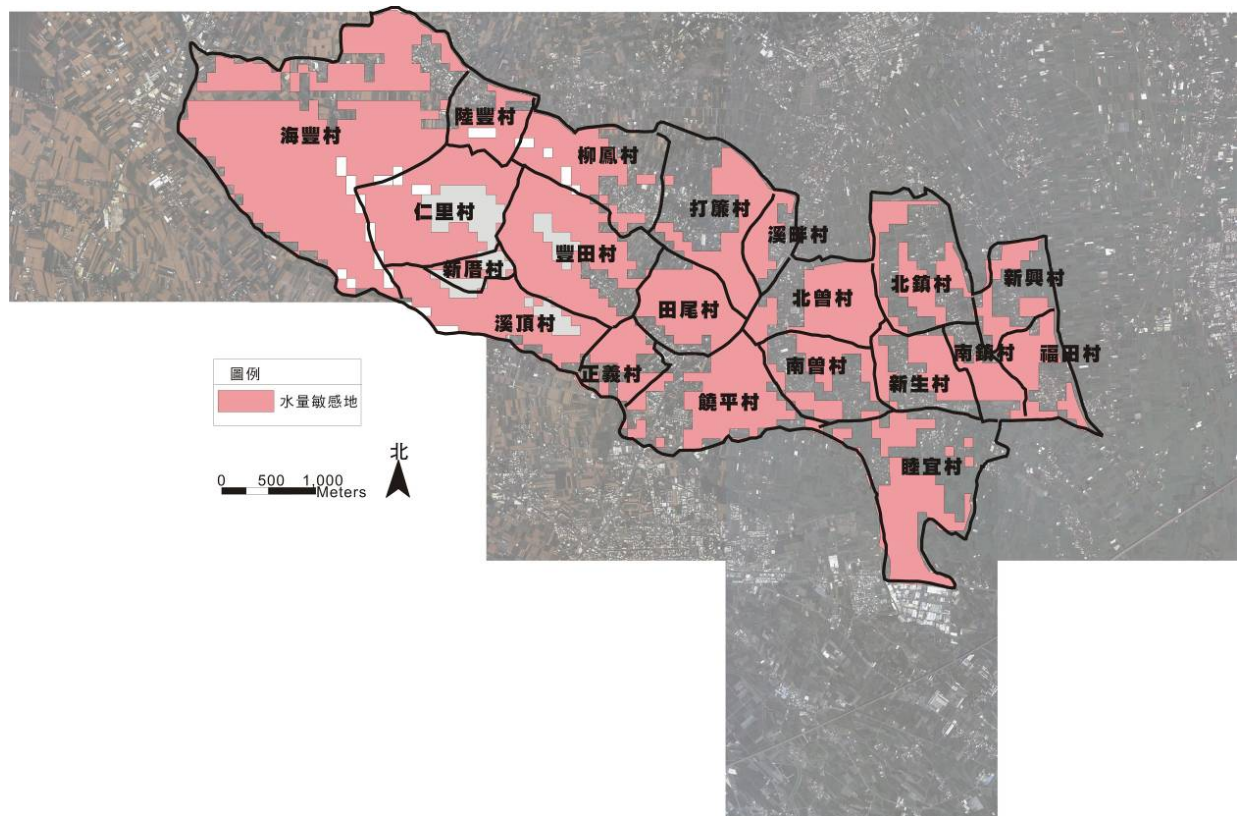 海豐村
陸豐村
柳鳳村
打簾村
仁里村
溪畔村
豐田村
新厝村
北曾村
北鎮村
新興村
田尾村
溪頂村
南鎮村
福田村
正義村
南曾村
新生村
饒平村
睦宜村
圖例
水量敏感地
北
0 500 1,000
Meters